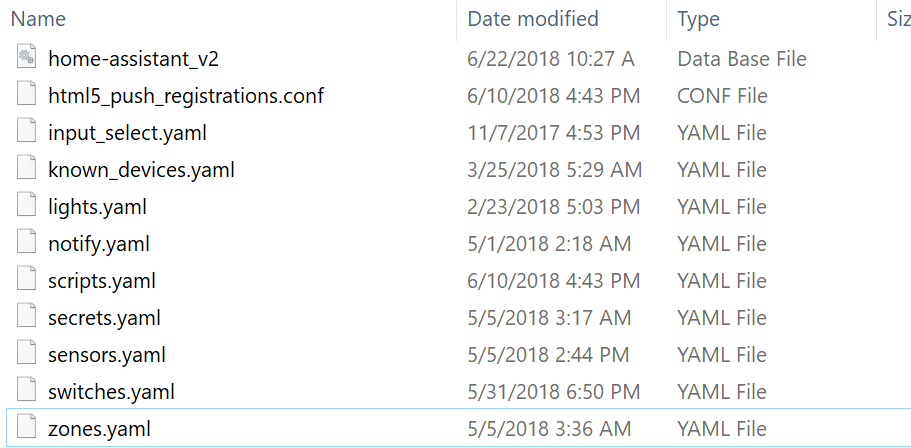 Name Date modified Type Siz
home-assistant_v2 6/22/2018 10:27 A Data Base File
html5_push_registrations.conf 6/10/2018 4:43 PM CONF File
input_select.yaml 11/7/2017 4:53 PM YAML File
known_devices.yaml 3/25/2018 5:29 AM YAML File
lights.yaml 2/23/2018 5:03 PM YAML File
notify.yaml 5/1/2018 2:18 AM YAML File
scripts.yaml 6/10/2018 4:43 PM YAML File
secrets.yaml 5/5/2018 3:17 AM YAML File
sensors.yaml 5/5/2018 2:44 PM YAML File
switches.yaml 5/31/2018 6:50 PM YAML File
zones.yaml 5/5/2018 3:36 AM YAML File